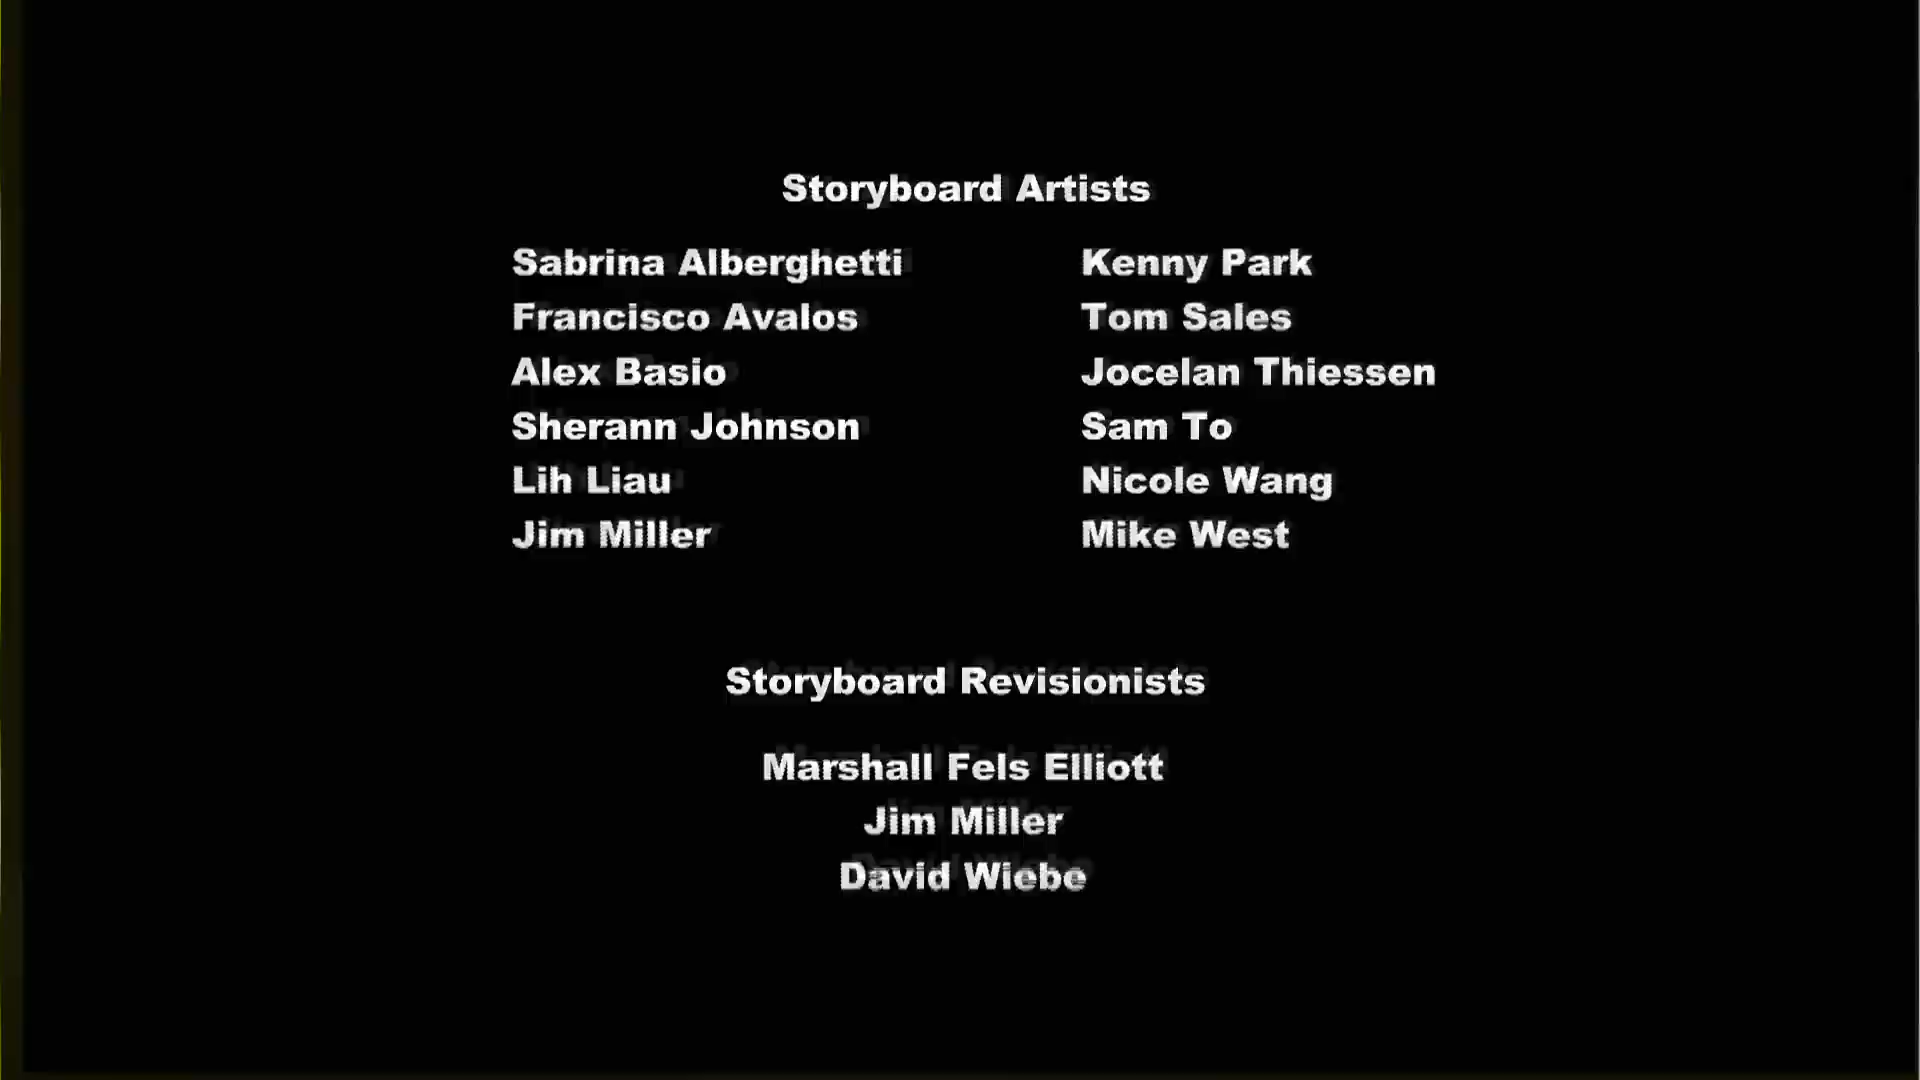 Storyboard Artists
Sabrina Alberghetti
Francisco Avalos
Alex Basio
Sherann Johnson
Lih Liau
Jim Miller
Kenny Park
Tom Sales
Jocelan Thiessen
Sam To
Nicole Wang
Mike West
Storyboard Revisionists
Marshall Fels Elliott
Jim Miller
David Wiebe